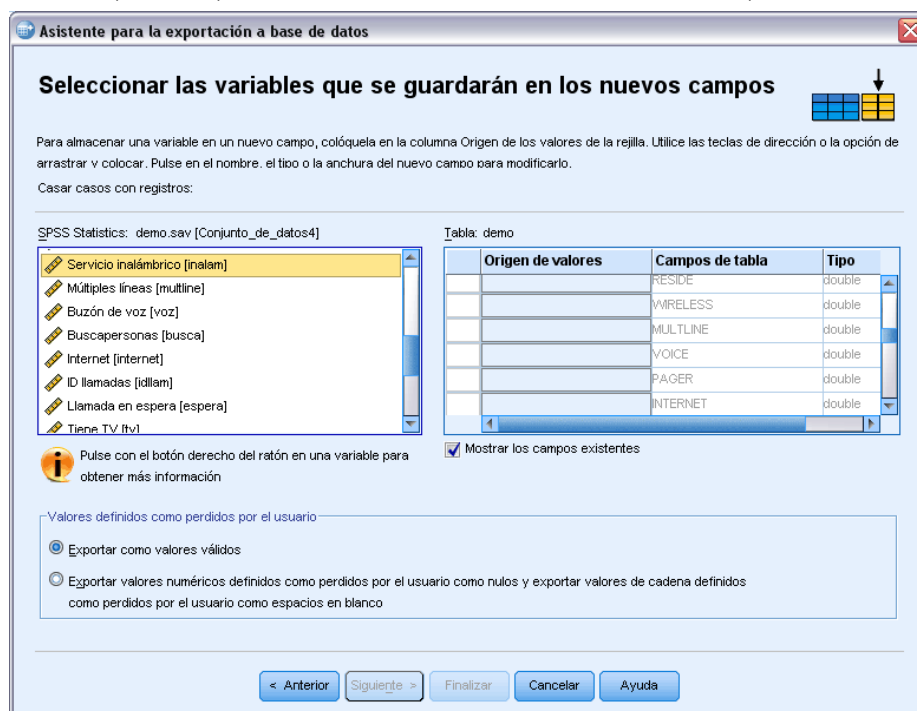 Asistente para la exportación a base de datos
Seleccionar las variables que se guardarán en los nuevos campos
Para almacenar una variable en un nuevo campo, colóquela en la columna Origen de los valores de la rejilla. Utilice las teclas de dirección o la opción de
arrastrar y colocar. Pulse en el nombre. el tipo o la anchura del nuevo campo para modificarlo.
Casar casos con registros:
SPSS Statistics: demo.sav [Conjunto_de_datos4]
Servicio inalámbrico [inalam]
Múltiples líneas [multline]
Buzón de voz [voz]
Buscapersonas [busca]
Internet [internet]
ID llamadas [idllam]
Llamada en espera [espera]
Tiene TV [tv]
Pulse con el botón derecho del ratón en una variable para
obtener más información
Tabla: demo
Origen de valores Campos de tabla Tipo
RESIDE double
WIRELESS double
MULTLINE double
VOICE double
PAGER double
INTERNET double
Mostrar los campos existentes
Valores definidos como perdidos por el usuario
Exportar como valores válidos
Exportar valores numéricos definidos como perdidos por el usuario como nulos y exportar valores de cadena definidos
como perdidos por el usuario como espacios en blanco
< Anterior Siguiente > Finalizar Cancelar Ayuda